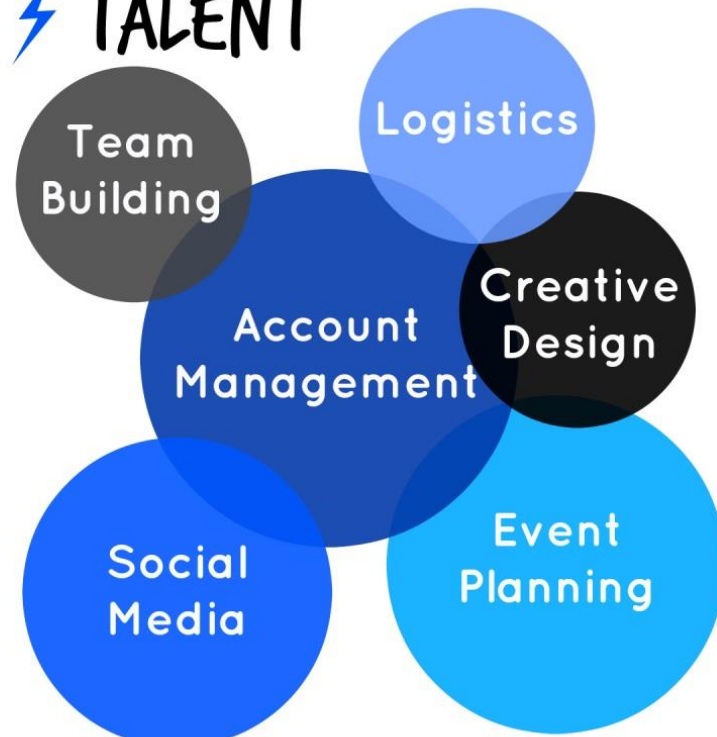 TALENT
Team
Building
Logistics
Creative
Design
Account
Management
Social
Media
Event
Planning